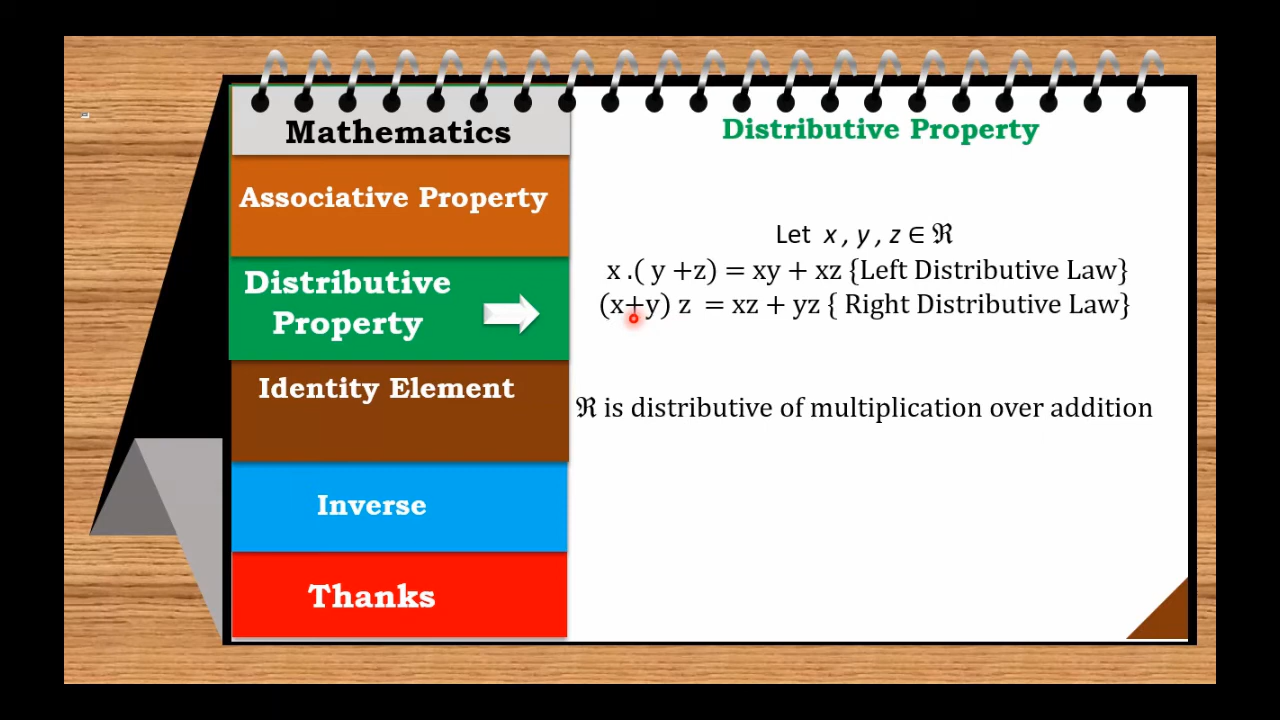 Mathematics
Associative Property
Distributive
Property
Identity Element
Inverse
Thanks
Distributive Property
Let x , y , z ∈ ℜ
x .( y +z) = xy + xz {Left Distributive Law}
(x+y) z = xz + yz { Right Distributive Law}
ℜ is distributive of multiplication over addition